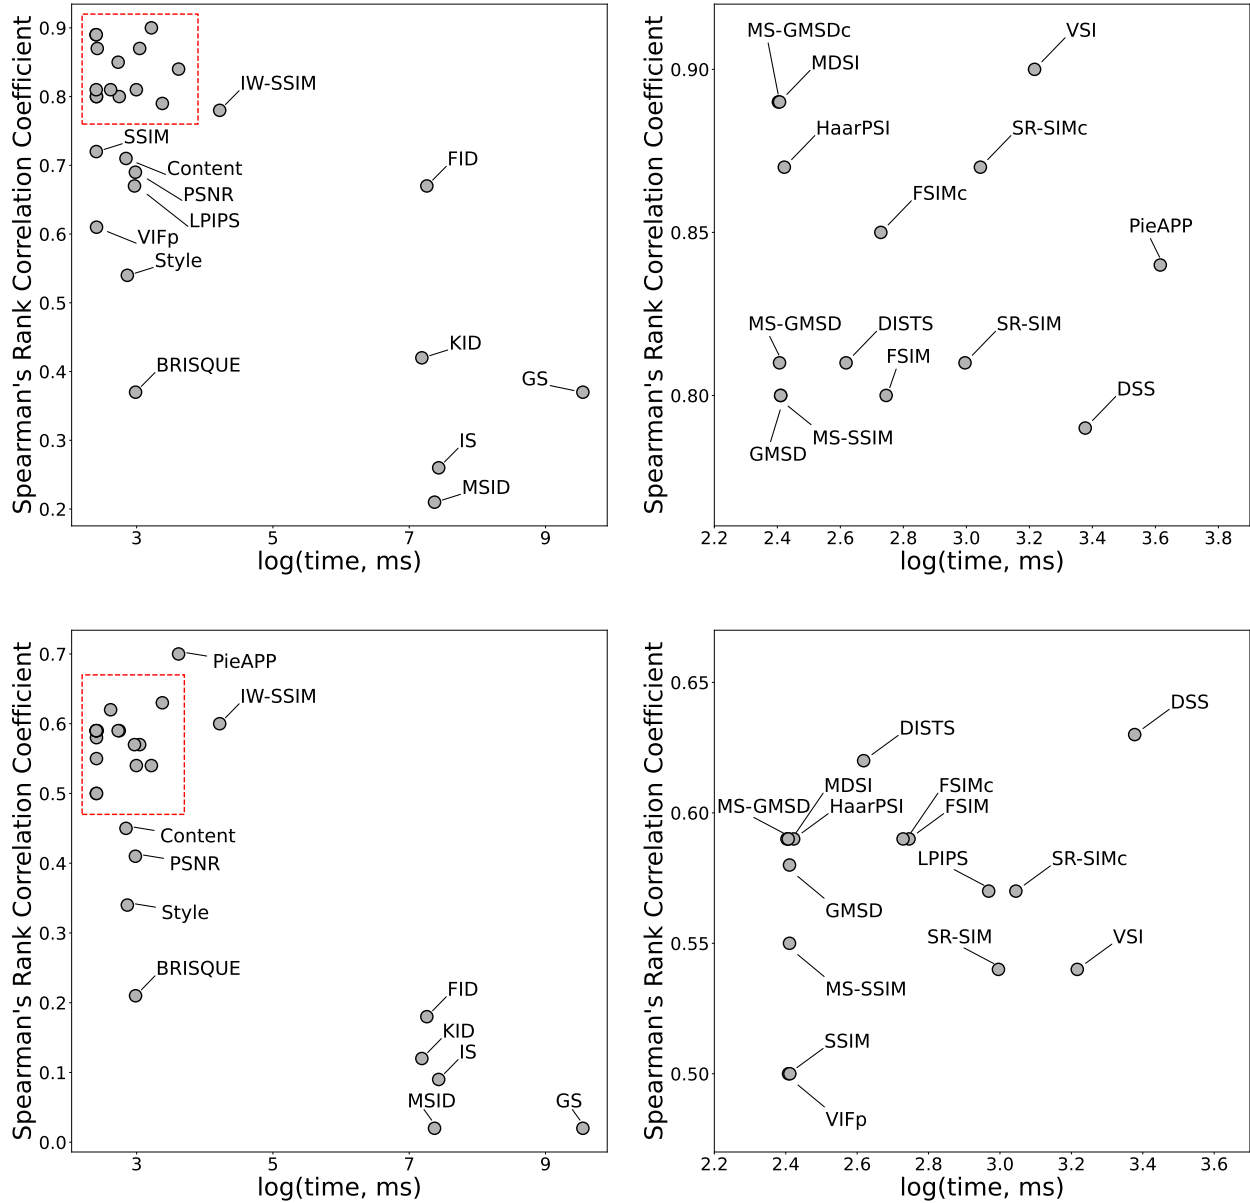 Spearman's Rank Correlation Coefficient
0.9
0.8
0.7
0.6
0.5
0.4
0.3
0.2
IW-SSIM
SSIM
Content
PSNR
LPIPS
VIFp
Style
BRISQUE
FID
KID
GS
IS
MSID
3
5
7
9
log(time, ms)
Spearman's Rank Correlation Coefficient
0.90
0.85
0.80
MS-GMSDc
MDSI
VSI
HaarPSI
SR-SIMc
FSIMc
PieAPP
MS-GMSD
DISTS
SR-SIM
FSIM
DSS
MS-SSIM
GMSD
2.2
2.4
2.6
2.8
3.0
3.2
3.4
3.6
3.8
log(time, ms)
Spearman's Rank Correlation Coefficient
0.7
0.6
0.5
0.4
0.3
0.2
0.1
0.0
PieAPP
IW-SSIM
Content
PSNR
Style
BRISQUE
FID
KID
IS
MSID
GS
3
5
7
9
log(time, ms)
Spearman's Rank Correlation Coefficient
0.65
0.60
0.55
0.50
DSS
DISTS
MDSI
FSIMc
MS-GMSD
HaarPSI
FSIM
LPIPS
SR-SIMc
GMSD
SR-SIM
VSI
MS-SSIM
SSIM
VIFp
2.2
2.4
2.6
2.8
3.0
3.2
3.4
3.6
log(time, ms)